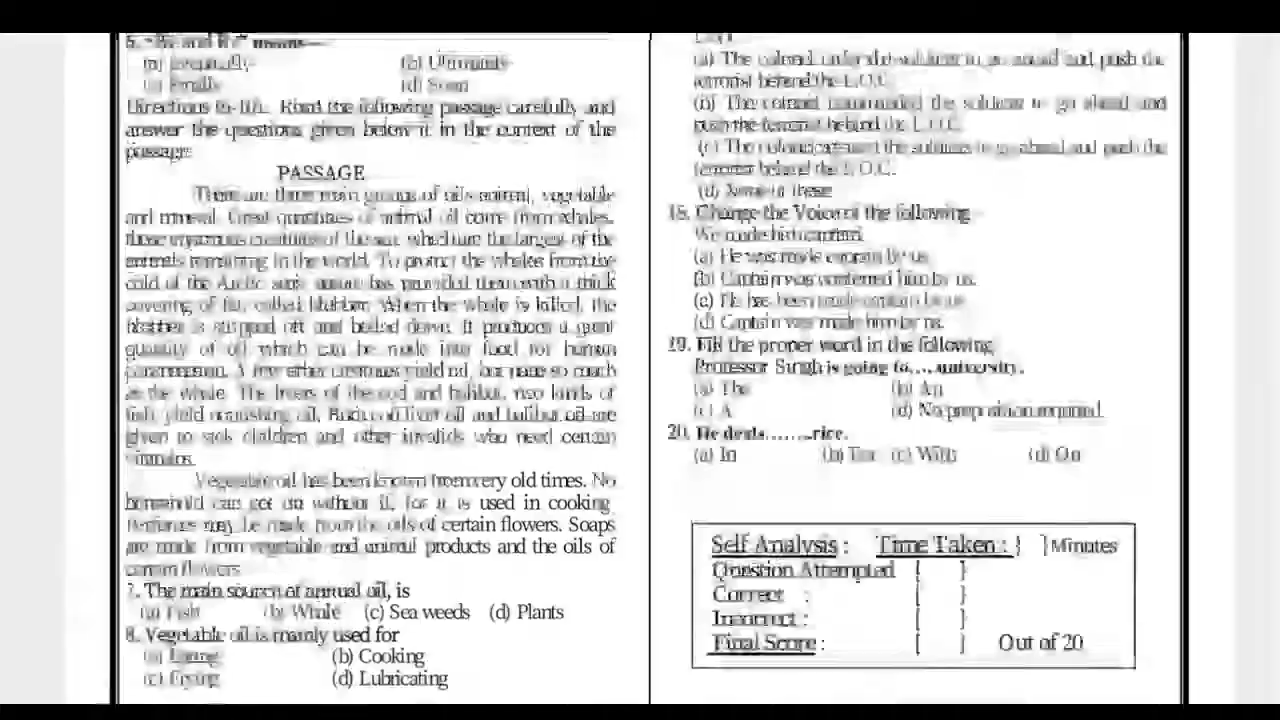 6. and means—
(a) (b) Ultimately
(c) (d) Soon
Directions (6-10). Read the following passage carefully and
answer the questions given below it in the context of the
passage.
PASSAGE
There are three main groups of oils animal, vegetable
and mineral. Great quantities of animal oil come from whales,
those enormous creatures of the sea, which are the largest of the
animals remaining in the world. To protect the whales from the
cold of the Arctic seas nature has provided them with a thick
covering of fat, called blubber. When the whale is killed, the
blubber is stripped off and boiled down. It produces a great
quantity of oil which can be made into food for human
consumption. A few other creatures yield oil, but none so much
as the whale. The livers of the cod and halibut, two kinds of
fish, yield nourishing oil. Both cod liver oil and halibut oil are
given to sick children and other invalids who need certain
vitamins.
Vegetable oil has been known from very old times. No
household can get on without it, for it is used in cooking.
Perfumes may be made from the oils of certain flowers. Soaps
are made from vegetable and animal products and the oils of
certain flowers.
7. The main source of animal oil, is
(a) Fish (b) Whale (c) Sea weeds (d) Plants
8. Vegetable oil is mainly used for
(a) Eating (b) Cooking
(c) Frying (d) Lubricating
(a) The colonel the soldiers to go ahead and push the
terrorist behind the L.O.C.
(b) The colonel commanded the soldiers to go ahead and
push the terrorist behind the L.O.C.
(c) The colonel the soldiers to go ahead and push the
terrorist behind the L.O.C.
(d) None of these
18. Change the Voice of the following
We made him captain.
(a) He was made captain by us.
(b) Captain was conferred him by us.
(c) He has been made captain by us.
(d) Captain was made him by us.
19. Fill the proper word in the following
Professor Singh is going to.... university.
(a) The (b) An
(c) A (d) No preposition required
20. He deals.......rice.
(a) In (b) For (c) With (d) On
Self Analysis : Time Taken : } }Minutes
Question Attempted { }
Correct : { }
Incorrect : { }
Final Score : { } Out of 20